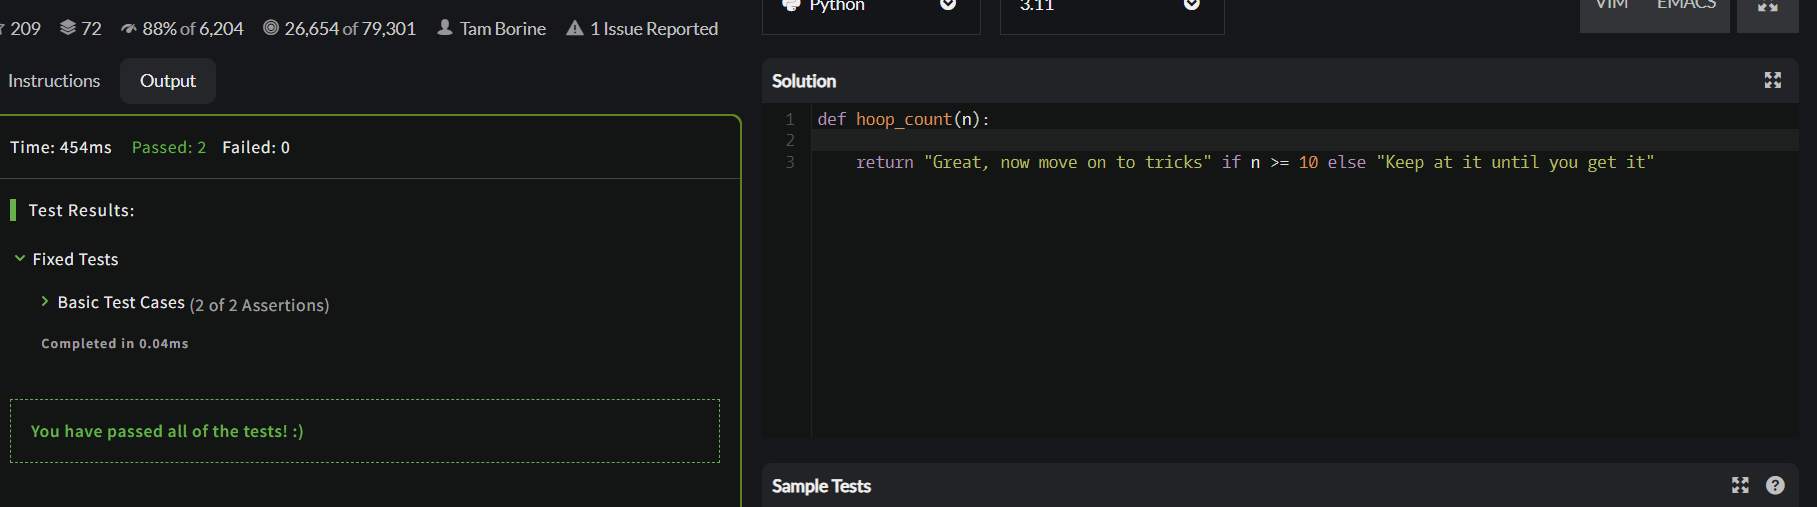 Python
3.11
VIM EMACS
209 72 88% of 6,204 26,654 of 79,301 Tam Borine 1 Issue Reported
Instructions Output
Time: 454ms Passed: 2 Failed: 0
Test Results:
Fixed Tests
Basic Test Cases (2 of 2 Assertions)
Completed in 0.04ms
You have passed all of the tests! :)
Solution
1 def hoop_count(n):
2
3 return "Great, now move on to tricks" if n >= 10 else "Keep at it until you get it"
Sample Tests
?